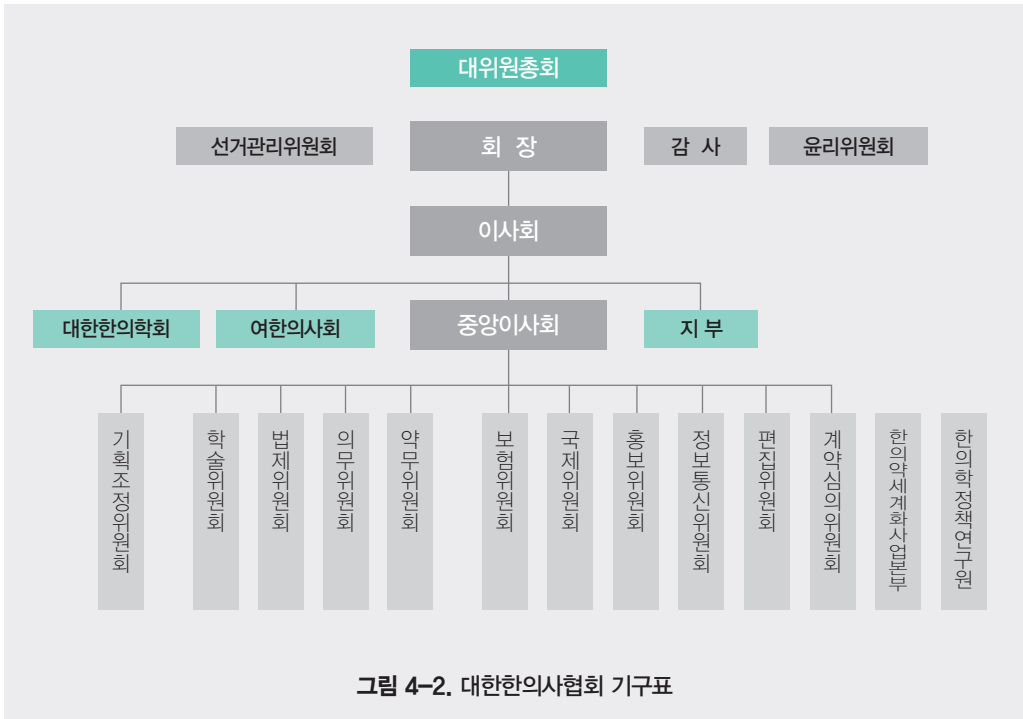 대위원총회
선거관리위원회
회 장
감 사
윤리위원회
이사회
대한한의학회
여한의사회
중앙이사회
지 부
기획조정위원회
학술위원회
법제위원회
의무위원회
약무위원회
보험위원회
국제위원회
홍보위원회
정보통신위원회
편집위원회
계약심의위원회
한의약세계화사업본부
한의학정책연구원
그림 4-2. 대한한의사협회 기구표